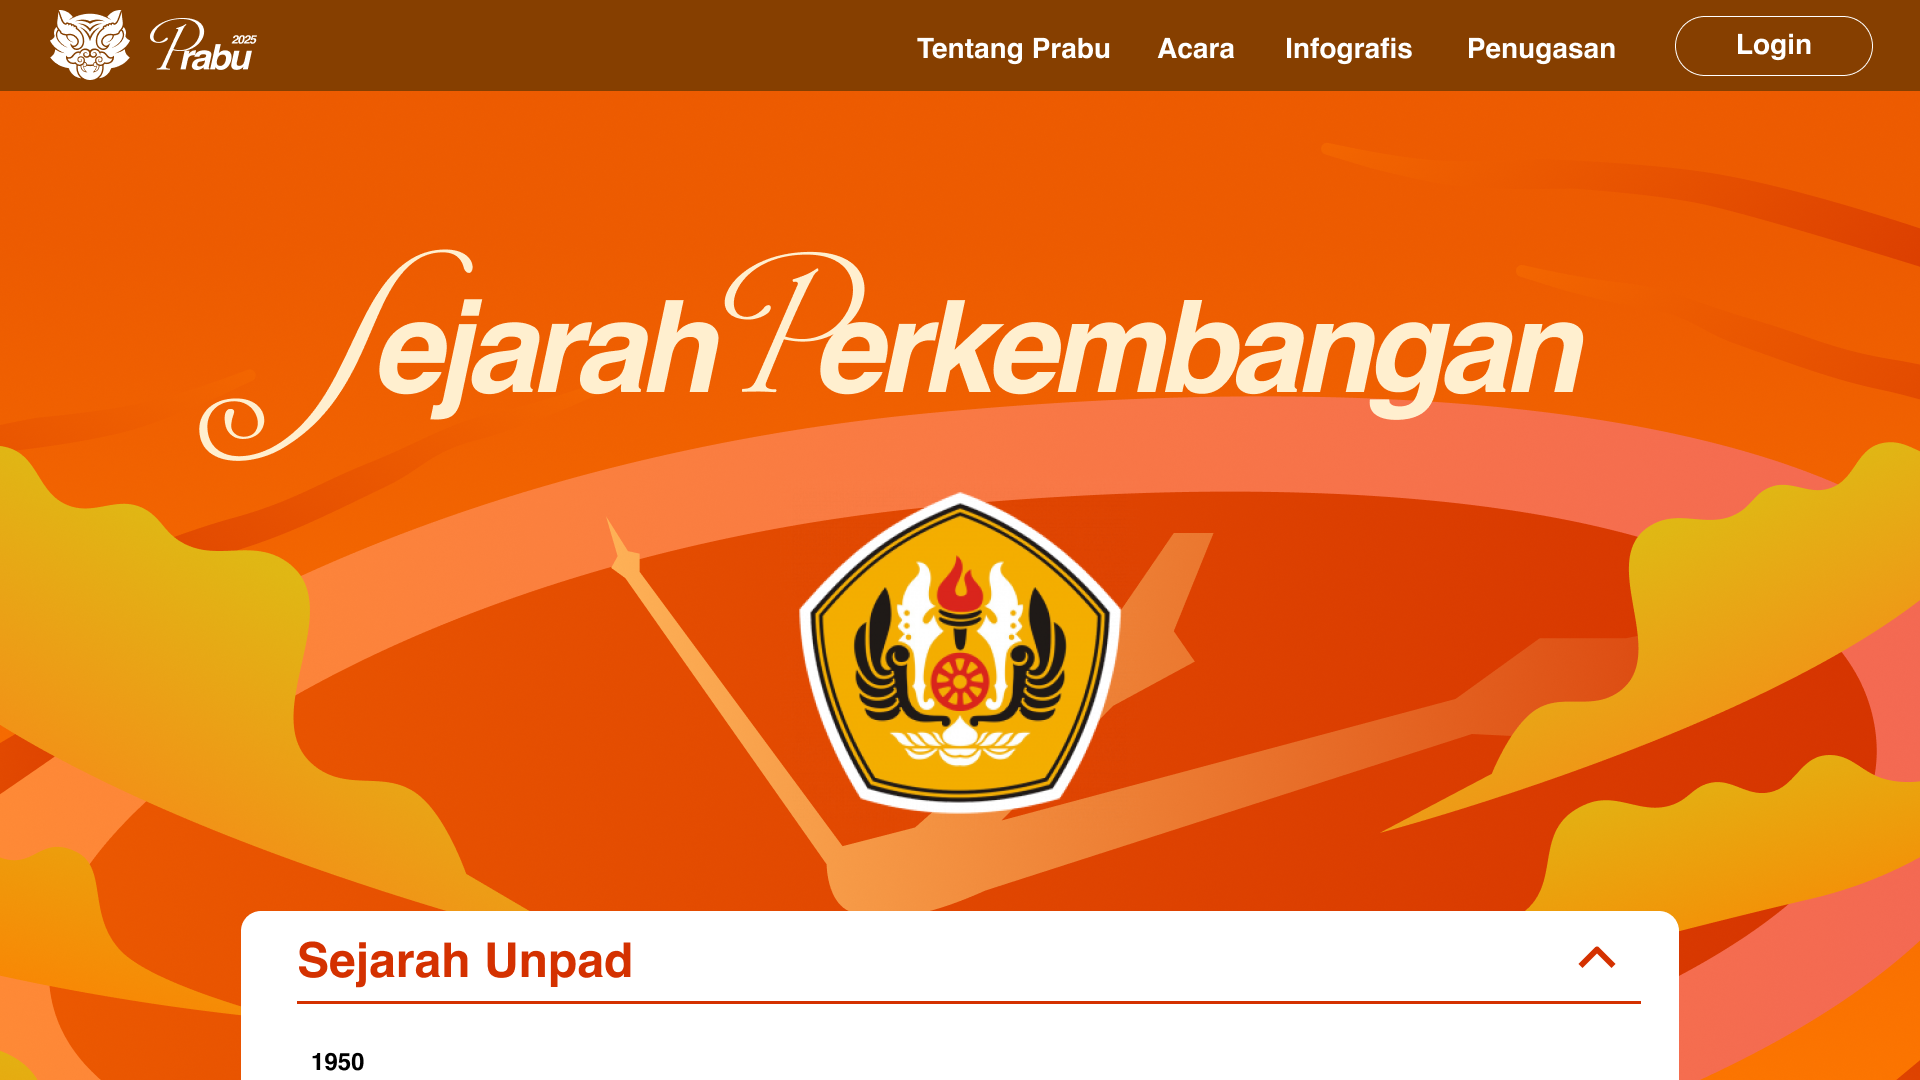 Prabu 2025
Tentang Prabu Acara Infografis Penugasan Login
Sejarah Perkembangan
Sejarah Unpad
1950